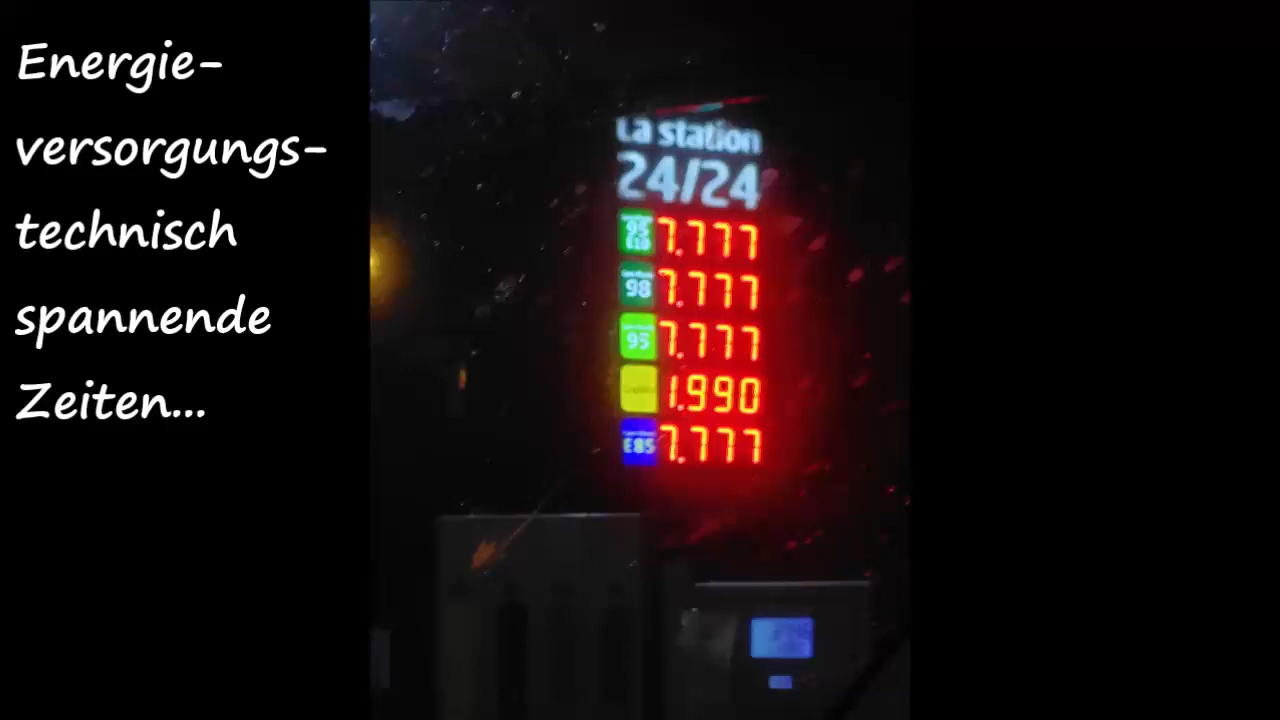 Energie-
versorgungs-
technisch
spannende
Zeiten...
La station
24/24
95 E10 7.777
98 7.777
95 7.777
1.990
E85 7.777